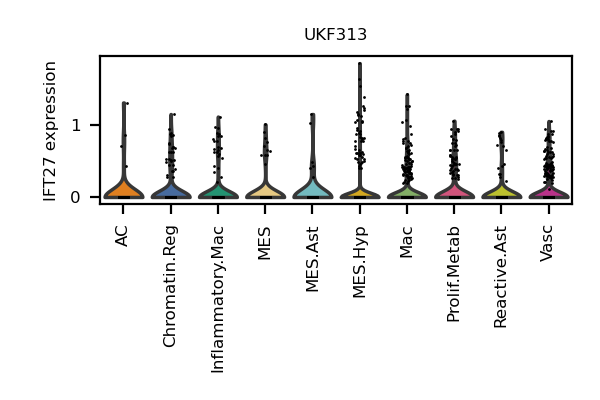 UKF313
IFT27 expression
1
0
AC
Chromatin.Reg
Inflammatory.Mac
MES
MES.Ast
MES.Hyp
Mac
Prolif.Metab
Reactive.Ast
Vasc